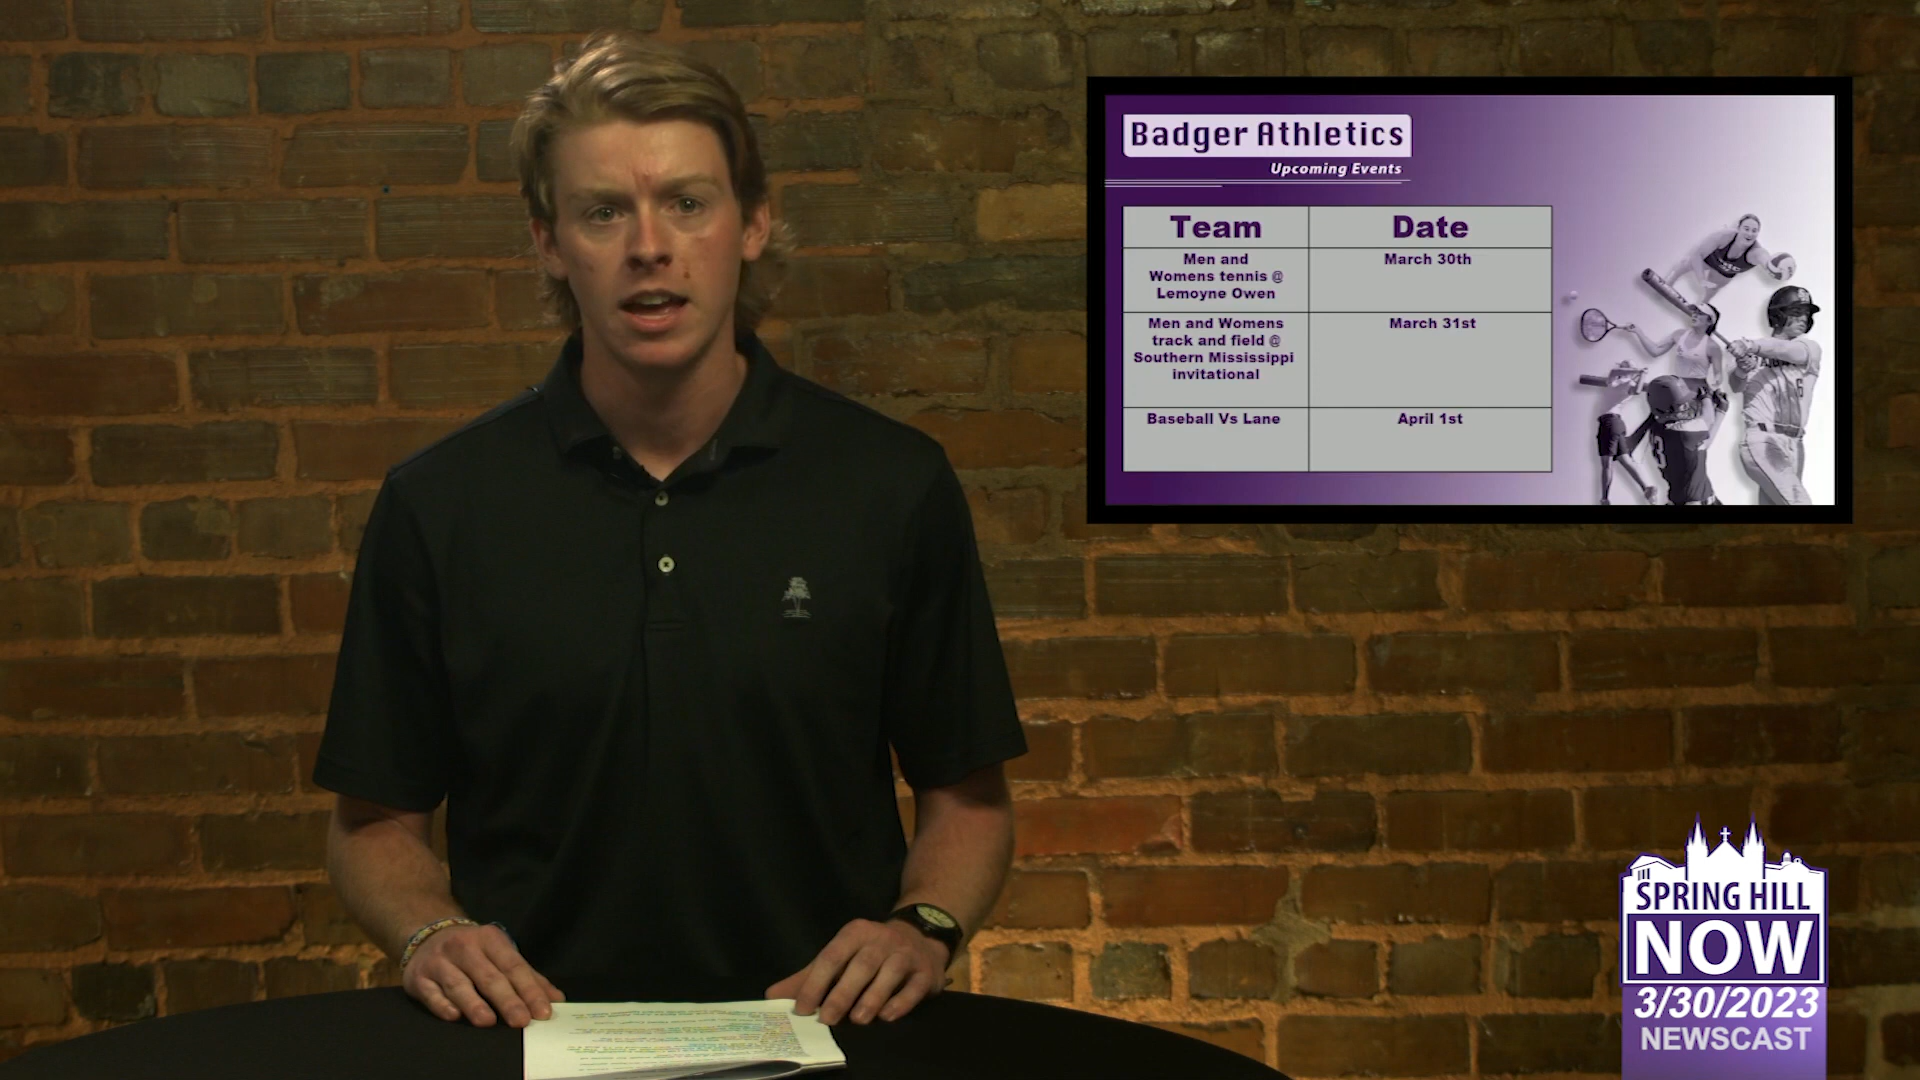 Badger Athletics
Upcoming Events
Team
Date
Men and
Womens tennis @
Lemoyne Owen
March 30th
Men and Womens
track and field @
Southern Mississippi
invitational
March 31st
Baseball Vs Lane
April 1st
SPRING HILL
NOW
3/30/2023
NEWSCAST